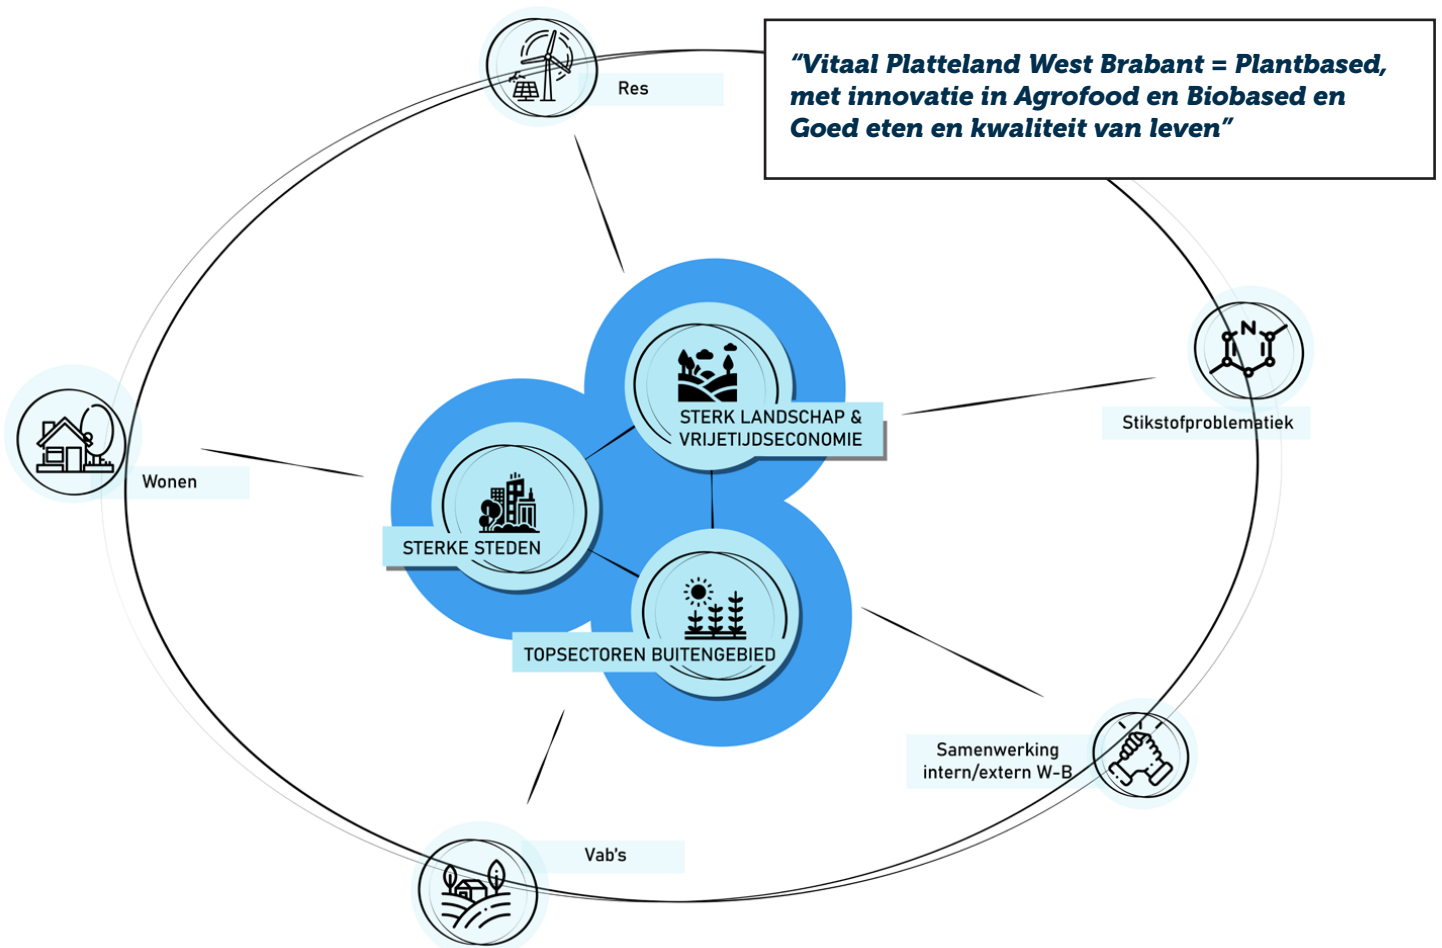 “Vitaal Platteland West Brabant = Plantbased,
met innovatie in Agrofood en Biobased en
Goed eten en kwaliteit van leven”
Res
STERK LANDSCHAP &
VRIJETIJDSECONOMIE
Stikstofproblematiek
Wonen
STERKE STEDEN
TOPSECTOREN BUITENGEBIED
Samenwerking
intern/extern W-B
Vab's
N